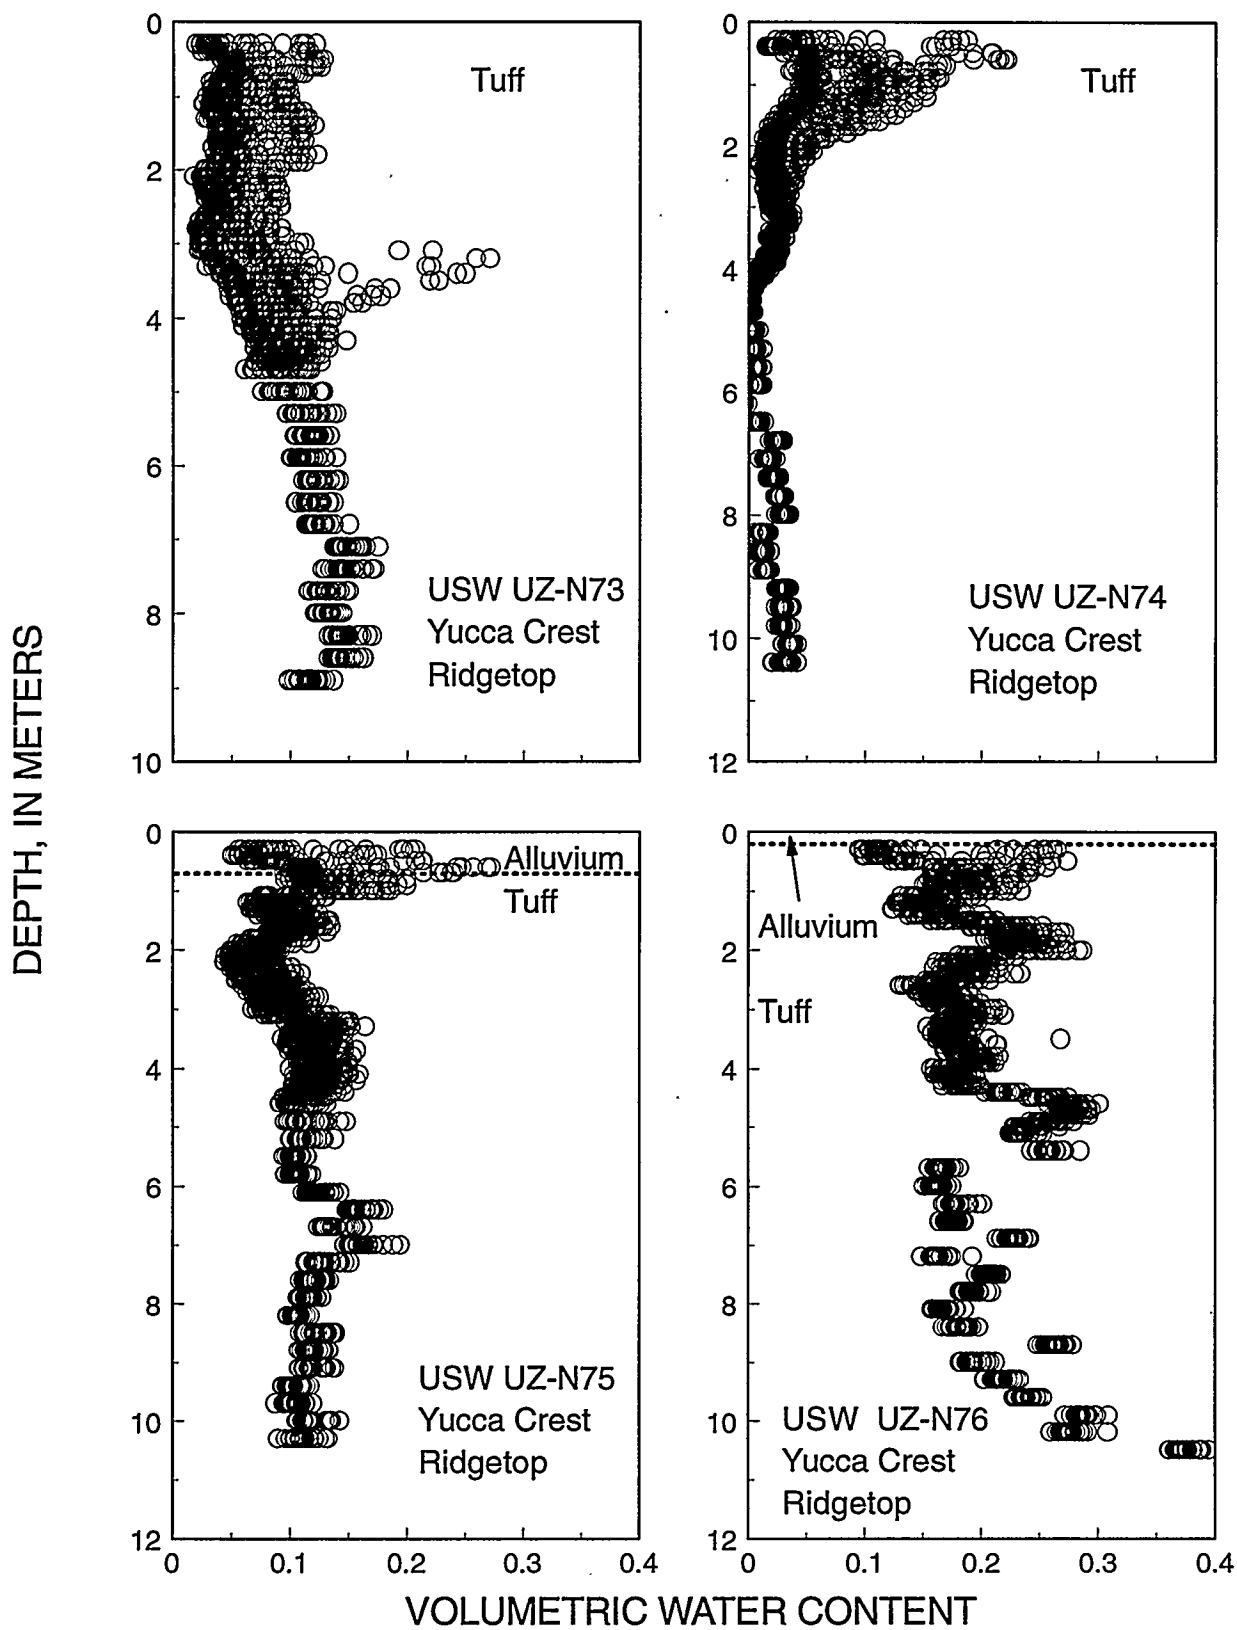 DEPTH, IN METERS
0
2
4
6
8
10
Tuff
USW UZ-N73
Yucca Crest
Ridgetop
0
2
4
6
8
10
12
Tuff
USW UZ-N74
Yucca Crest
Ridgetop
0
2
4
6
8
10
12
Alluvium
Tuff
USW UZ-N75
Yucca Crest
Ridgetop
0 0.1 0.2 0.3 0.4
0
2
4
6
8
10
12
Alluvium
Tuff
USW UZ-N76
Yucca Crest
Ridgetop
0 0.1 0.2 0.3 0.4
VOLUMETRIC WATER CONTENT